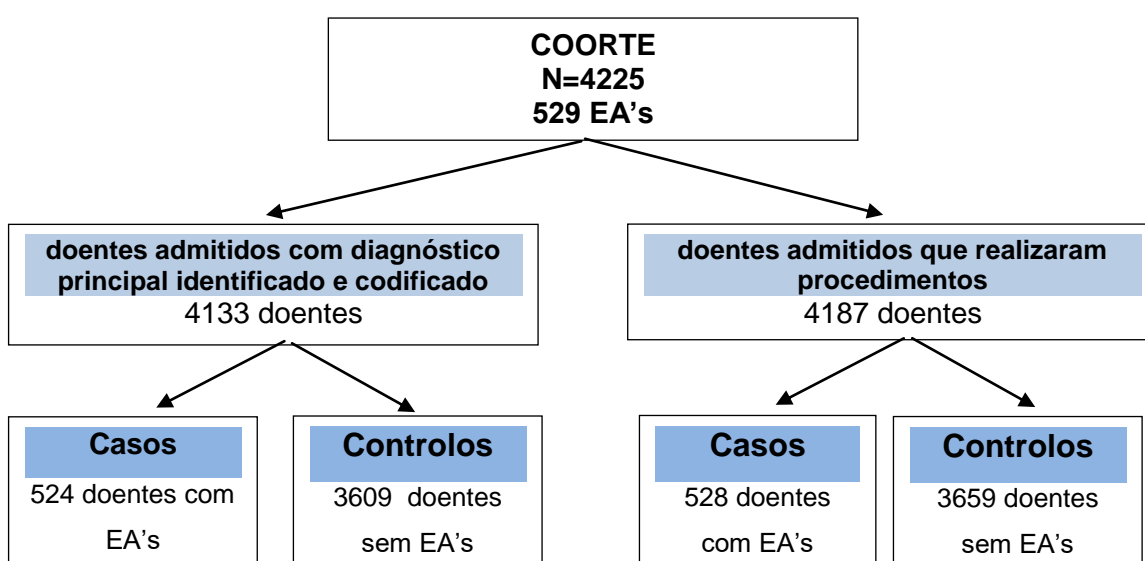 COORTE
N=4225
529 EA's
doentes admitidos com diagnóstico
principal identificado e codificado
4133 doentes
doentes admitidos que realizaram
procedimentos
4187 doentes
Casos
524 doentes com
EA's
Controlos
3609 doentes
sem EA's
Casos
528 doentes
com EA's
Controlos
3659 doentes
sem EA's